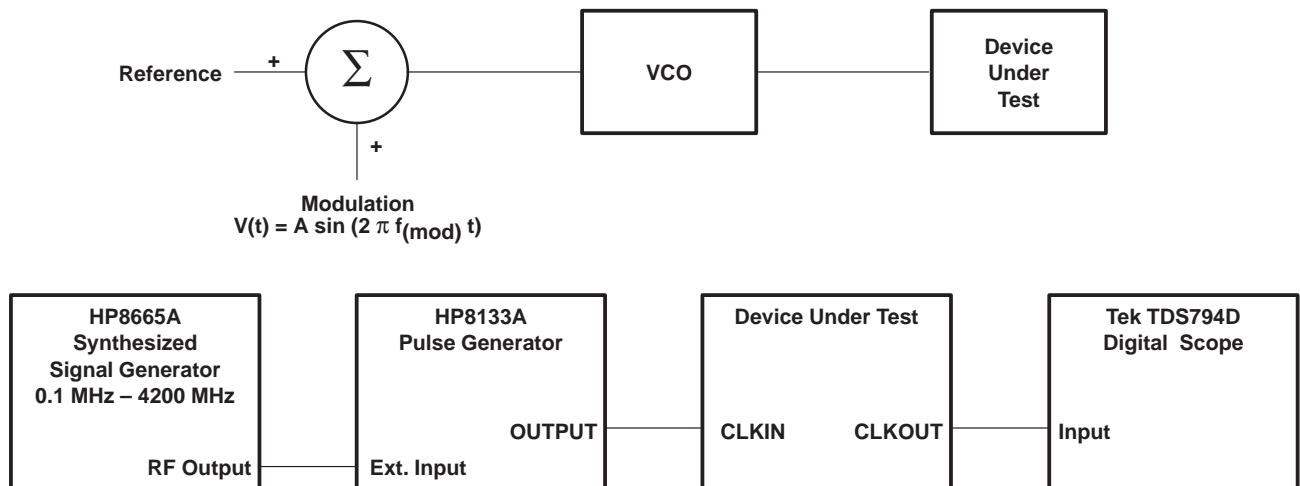 Reference
+
Σ
VCO
Device
Under
Test
+
Modulation
V(t) = A sin (2 π f(mod) t)
HP8665A
Synthesized
Signal Generator
0.1 MHz – 4200 MHz
RF Output
HP8133A
Pulse Generator
OUTPUT
Ext. Input
Device Under Test
CLKIN
CLKOUT
Tek TDS794D
Digital Scope
Input